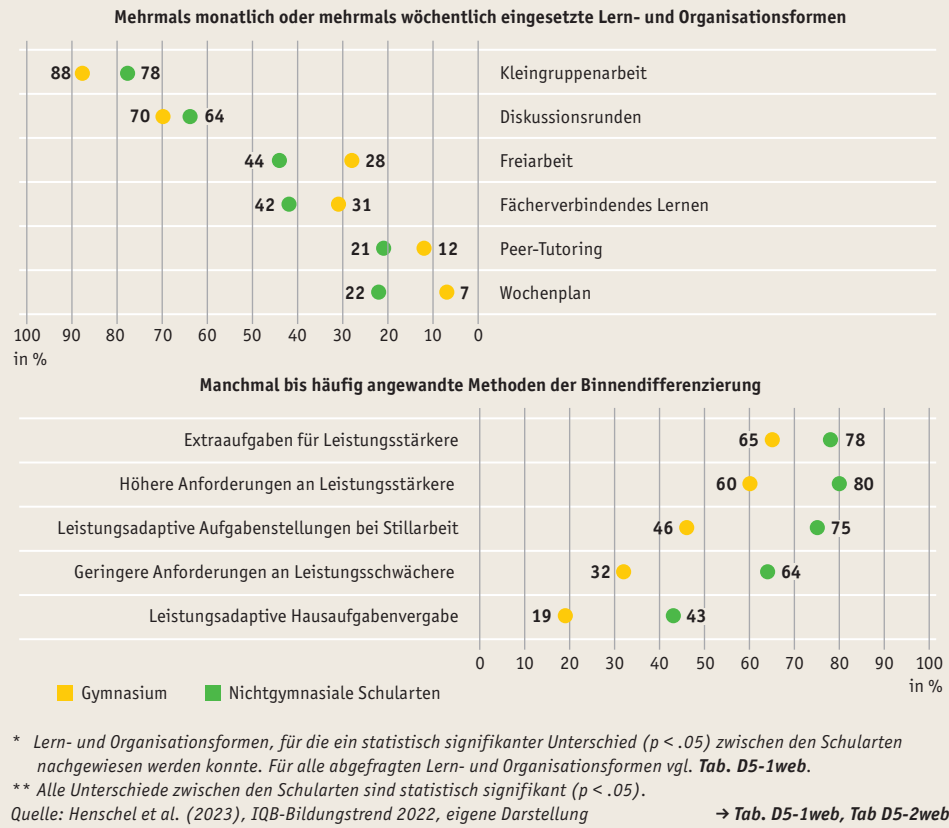 Mehrmals monatlich oder mehrmals wöchentlich eingesetzte Lern- und Organisationsformen
88 78 Kleingruppenarbeit
70 64 Diskussionsrunden
44 28 Freiarbeit
42 31 Fächerverbindendes Lernen
21 12 Peer-Tutoring
22 7 Wochenplan
100 90 80 70 60 50 40 30 20 10 0
in %
Manchmal bis häufig angewandte Methoden der Binnendifferenzierung
Extraaufgaben für Leistungsstärkere 65 78
Höhere Anforderungen an Leistungsstärkere 60 80
Leistungsadaptive Aufgabenstellungen bei Stillarbeit 46 75
Geringere Anforderungen an Leistungsschwächere 32 64
Leistungsadaptive Hausaufgabenvergabe 19 43
0 10 20 30 40 50 60 70 80 90 100
in %
Gymnasium Nichtgymnasiale Schularten
* Lern- und Organisationsformen, für die ein statistisch signifikanter Unterschied (p < .05) zwischen den Schularten
nachgewiesen werden konnte. Für alle abgefragten Lern- und Organisationsformen vgl. Tab. D5-1web.
** Alle Unterschiede zwischen den Schularten sind statistisch signifikant (p < .05).
Quelle: Henschel et al. (2023), IQB-Bildungstrend 2022, eigene Darstellung → Tab. D5-1web, Tab D5-2web